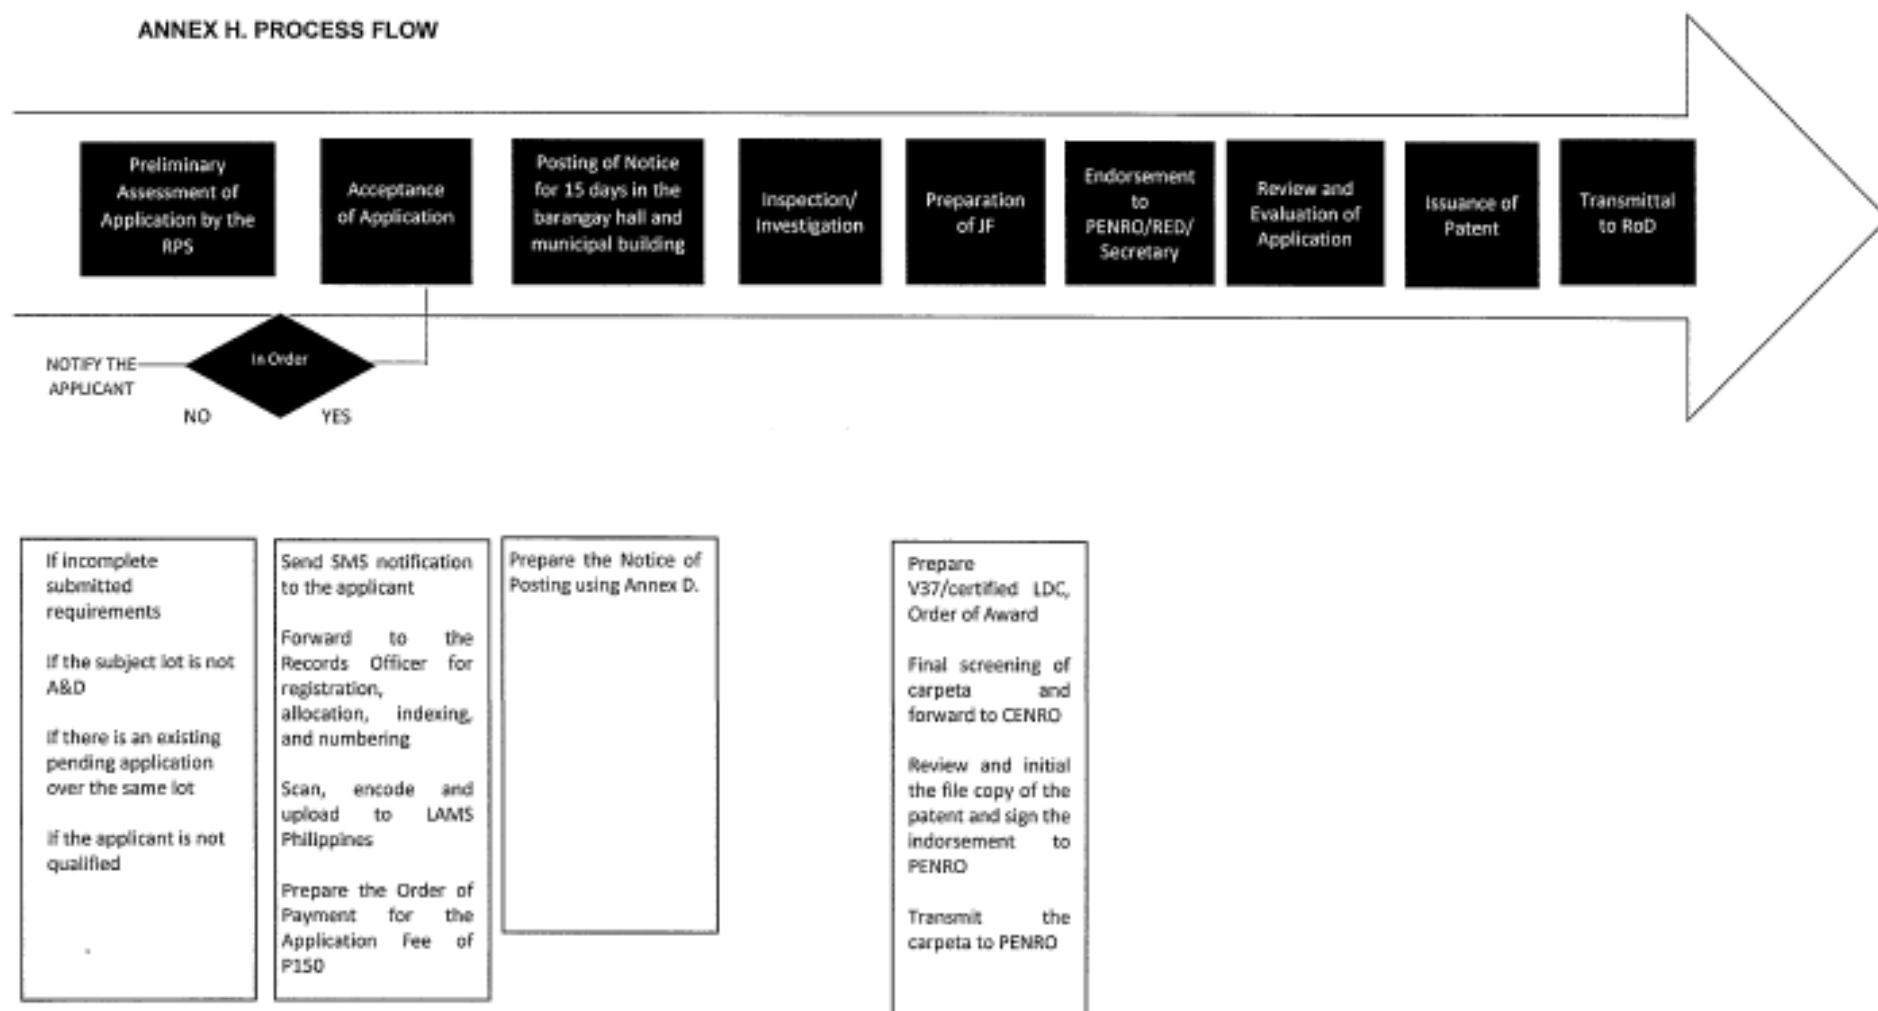 ANNEX H. PROCESS FLOW
Preliminary
Assessment of
Application by the
RPS
Acceptance
of Application
Posting of Notice
for 15 days in the
barangay hall and
municipal building
Inspection/
Investigation
Preparation
of JF
Endorsement
to
PENRO/RED/
Secretary
Review and
Evaluation of
Application
Issuance of
Patent
Transmittal
to RoD
In Order
NOTIFY THE
APPLICANT
NO
YES
If incomplete
submitted
requirements
If the subject lot is not
A&D
If there is an existing
pending application
over the same lot
If the applicant is not
qualified
Send SMS notification
to the applicant
Forward to the
Records Officer for
registration,
allocation, indexing,
and numbering
Scan, encode and
upload to LAMS
Philippines
Prepare the Order of
Payment for the
Application Fee of
P150
Prepare the Notice of
Posting using Annex D.
Prepare
V37/certified LDC,
Order of Award
Final screening of
carpeta and
forward to CENRO
Review and initial
the file copy of the
patent and sign the
indorsement to
PENRO
Transmit the
carpeta to PENRO